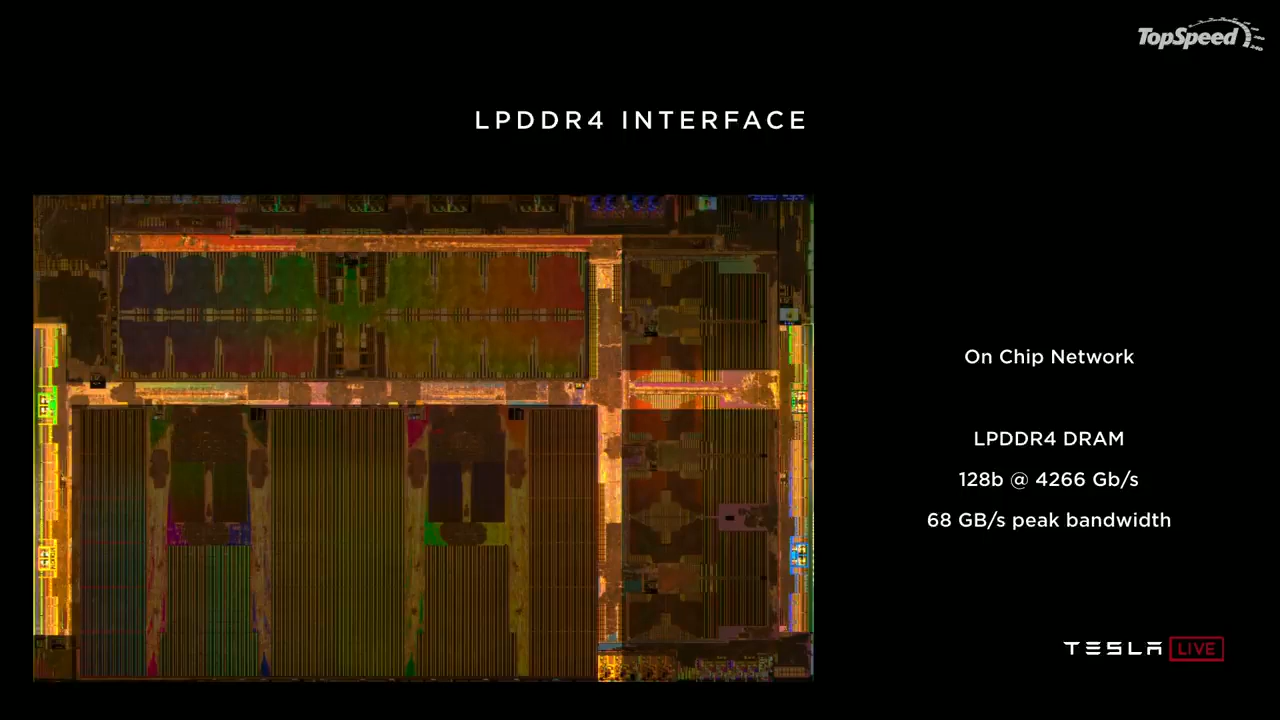 TopSpeed
LPDDR4 INTERFACE
On Chip Network
LPDDR4 DRAM
128b @ 4266 Gb/s
68 GB/s peak bandwidth
TESLA LIVE